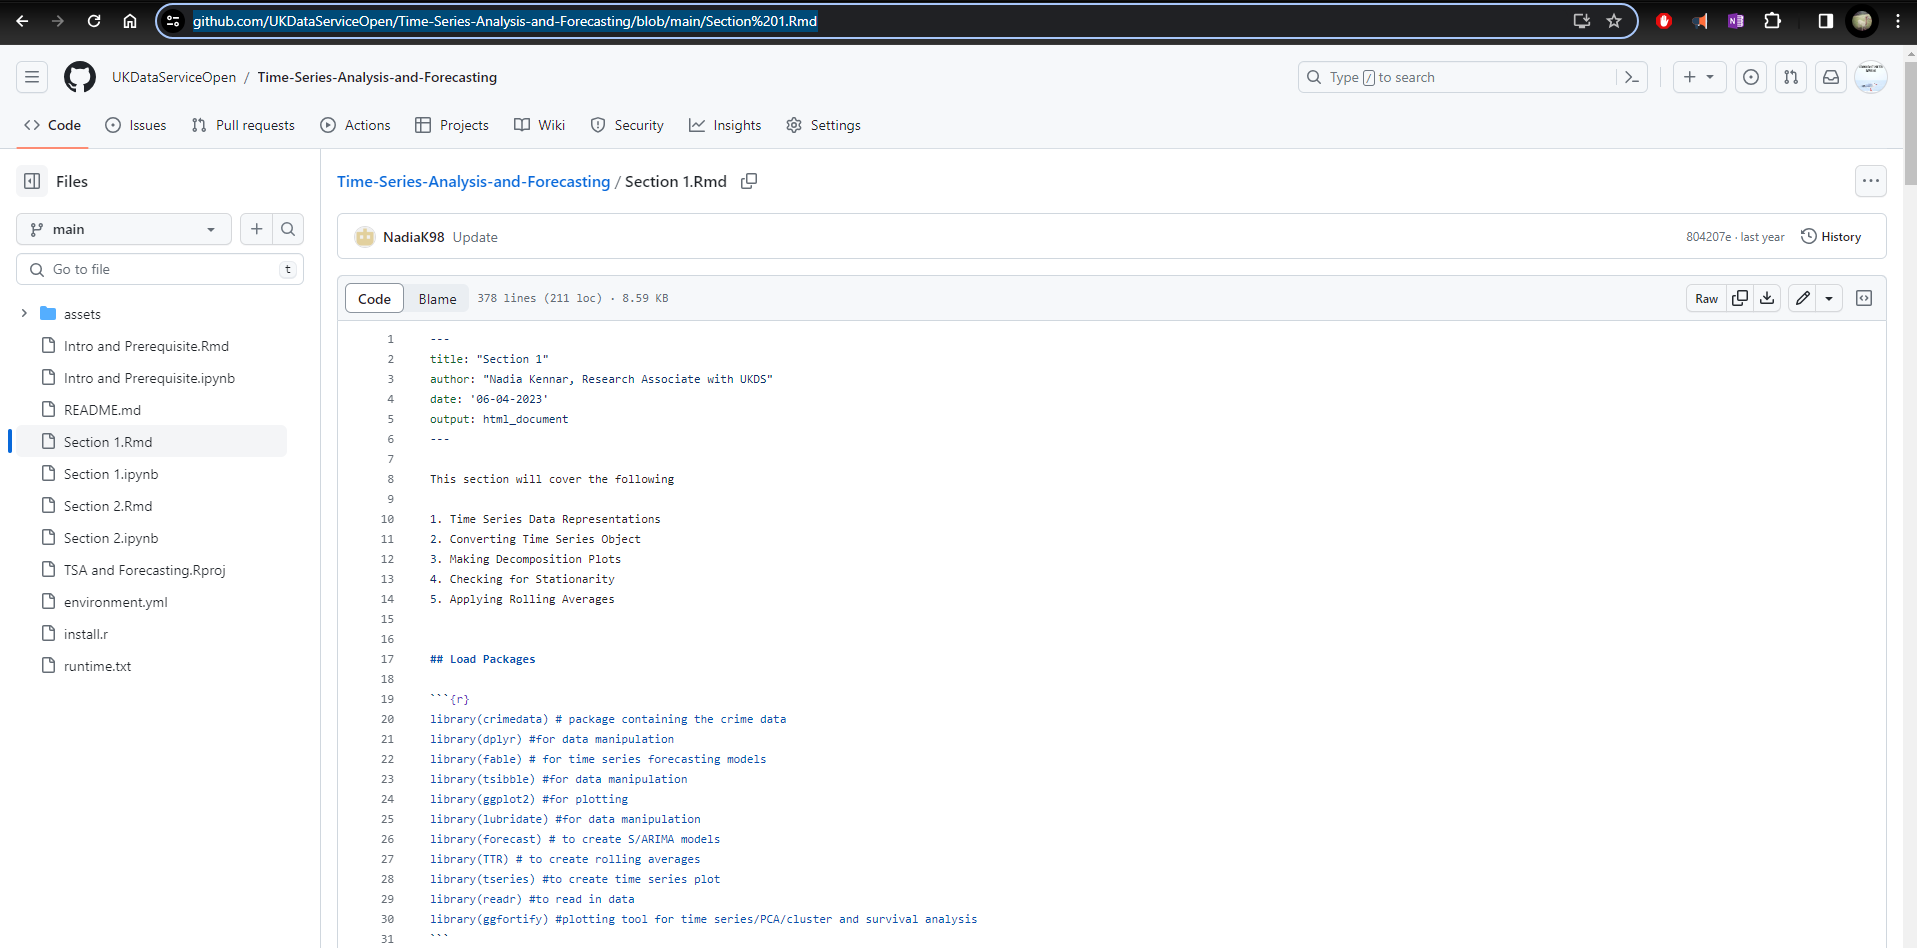 github.com/UKDataServiceOpen/Time-Series-Analysis-and-Forecasting/blob/main/Section%201.Rmd
UKDataServiceOpen / Time-Series-Analysis-and-Forecasting
Type / to search
Code
Issues
Pull requests
Actions
Projects
Wiki
Security
Insights
Settings
Files
main
Go to file
t
assets
Intro and Prerequisite.Rmd
Intro and Prerequisite.ipynb
README.md
Section 1.Rmd
Section 1.ipynb
Section 2.Rmd
Section 2.ipynb
TSA and Forecasting.Rproj
environment.yml
install.r
runtime.txt
Time-Series-Analysis-and-Forecasting / Section 1.Rmd
NadiaK98 Update
804207e · last year
History
Code
Blame
378 lines (211 loc) · 8.59 KB
Raw
1 ---
2 title: "Section 1"
3 author: "Nadia Kennar, Research Associate with UKDS"
4 date: '06-04-2023'
5 output: html_document
6 ---
7
8 This section will cover the following
9
10 1. Time Series Data Representations
11 2. Converting Time Series Object
12 3. Making Decomposition Plots
13 4. Checking for Stationarity
14 5. Applying Rolling Averages
15
16
17 ## Load Packages
18
19 ```{r}
20 library(crimedata) # package containing the crime data
21 library(dplyr) #for data manipulation
22 library(fable) # for time series forecasting models
23 library(tsibble) #for data manipulation
24 library(ggplot2) #for plotting
25 library(lubridate) #for data manipulation
26 library(forecast) # to create S/ARIMA models
27 library(TTR) # to create rolling averages
28 library(tseries) #to create time series plot
29 library(readr) #to read in data
30 library(ggfortify) #plotting tool for time series/PCA/cluster and survival analysis
31 ```